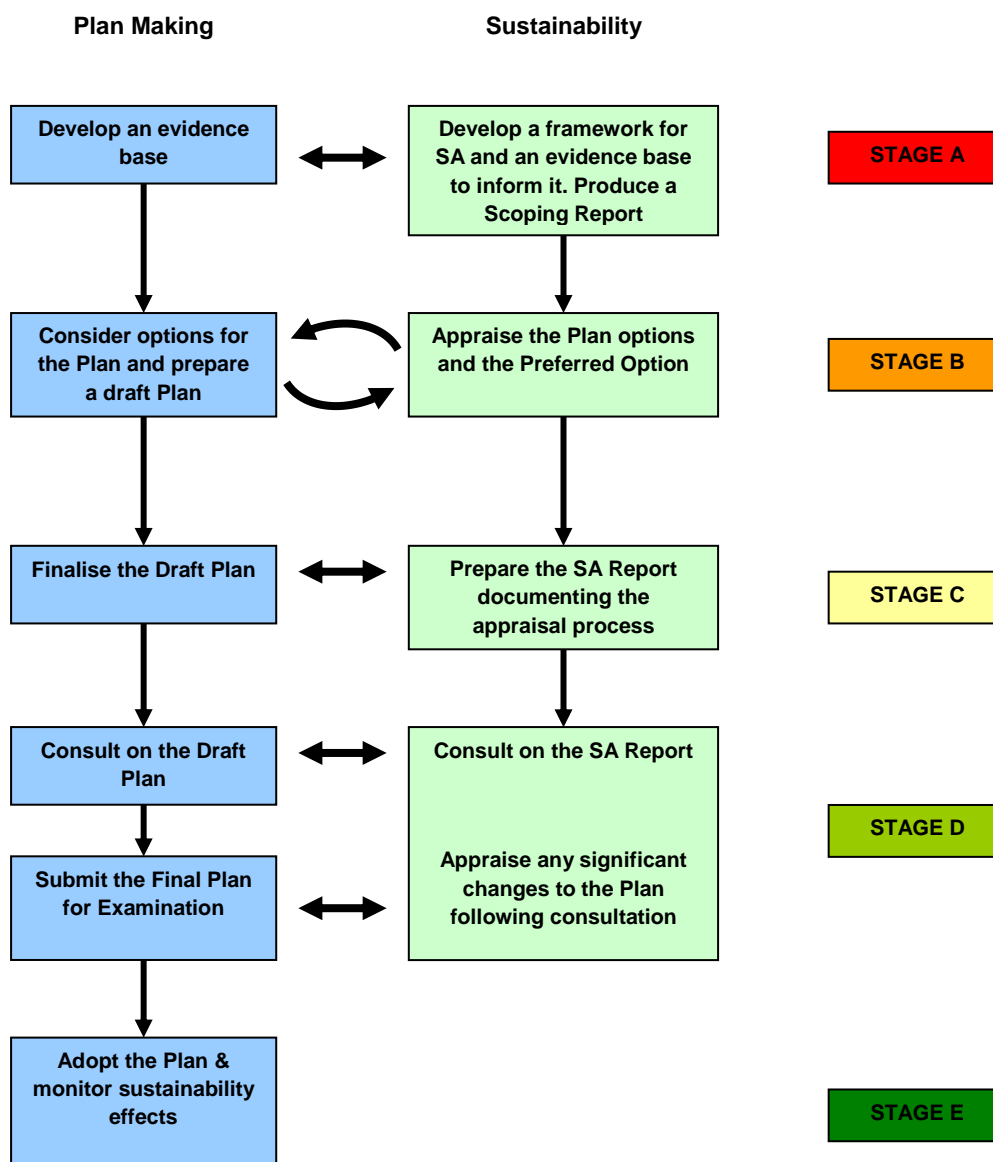 Plan Making
Sustainability
Develop an evidence
base
Develop a framework for
SA and an evidence base
to inform it. Produce a
Scoping Report
STAGE A
Consider options for
the Plan and prepare
a draft Plan
Appraise the Plan options
and the Preferred Option
STAGE B
Finalise the Draft Plan
Prepare the SA Report
documenting the
appraisal process
STAGE C
Consult on the Draft
Plan
Consult on the SA Report
Submit the Final Plan
for Examination
Appraise any significant
changes to the Plan
following consultation
STAGE D
Adopt the Plan &
monitor sustainability
effects
STAGE E